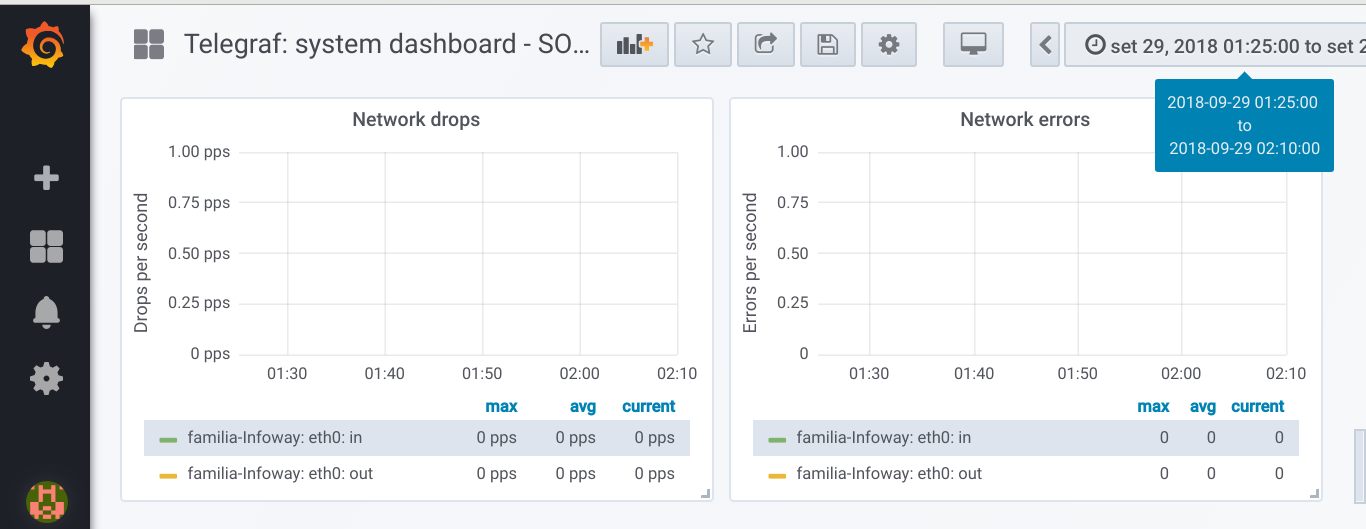 Telegraf: system dashboard - SO...
set 29, 2018 01:25:00 to set 2
2018-09-29 01:25:00
to
2018-09-29 02:10:00
Network drops
Drops per second
1.00 pps
0.75 pps
0.50 pps
0.25 pps
0 pps
01:30 01:40 01:50 02:00 02:10
max avg current
familia-Infoway: eth0: in 0 pps 0 pps 0 pps
familia-Infoway: eth0: out 0 pps 0 pps 0 pps
Network errors
Errors per second
1.00
0.75
0.50
0.25
0
01:30 01:40 01:50 02:00 02:10
max avg current
familia-Infoway: eth0: in 0 0 0
familia-Infoway: eth0: out 0 0 0